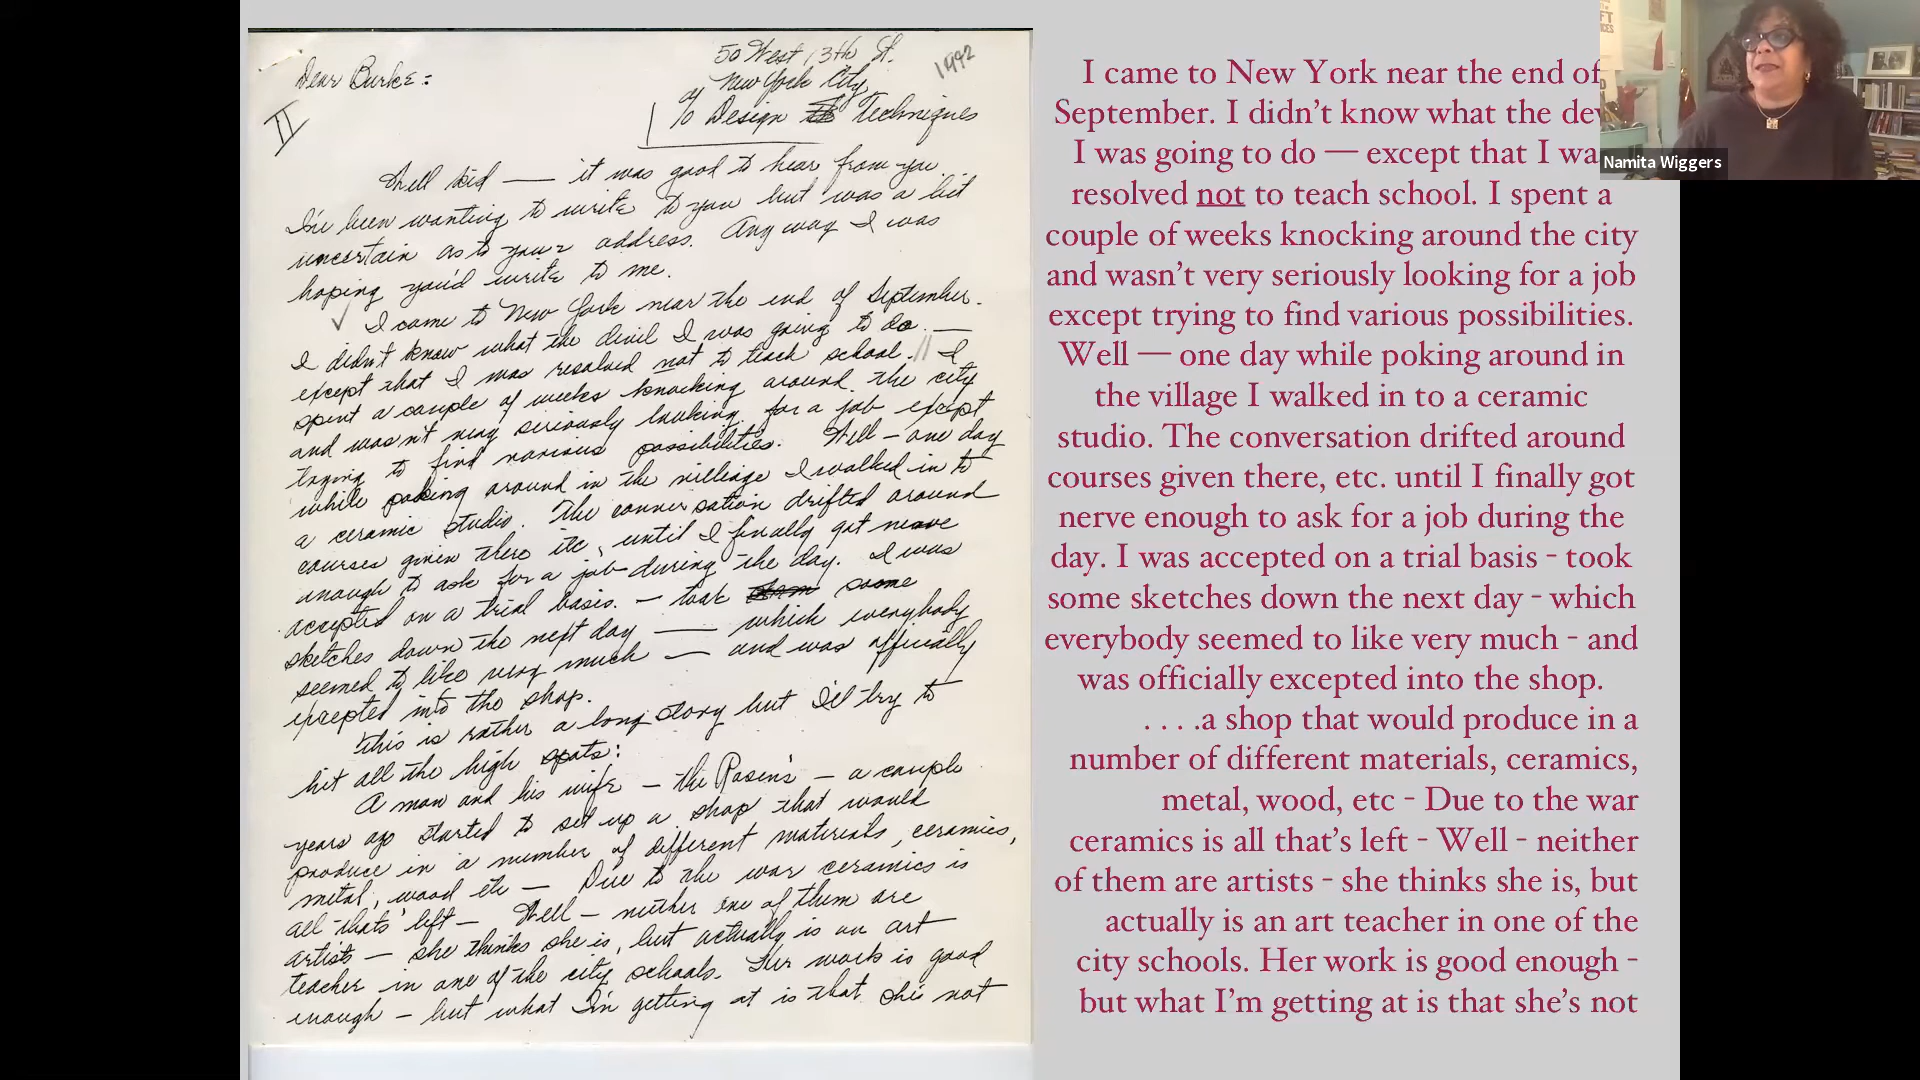 Dear Burke:
50 West 13th St.
New York City,
1942
% Design Techniques
II
Well kid — it was good to hear from you
I've been wanting to write to you but was a bit
uncertain as to your address. Any way I was
hoping you'd write to me.
I came to New York near the end of September.
I didn't know what the devil I was going to do. —
except that I was resolved not to teach school. // I
spent a couple of weeks knocking around the city
and wasn't very seriously looking for a job except
trying to find various possibilities. Well — one day
while poking around in the village I walked in to
a ceramic studio. The conversation drifted around
courses given there etc, until I finally got nerve
enough to ask for a job during the day. I was
accepted on a trial basis. — took some
sketches down the next day — which everybody
seemed to like very much — and was officially
excepted into the shop.
This is rather a long story but I'll try to
hit all the high spots:
A man and his wife — the Rosen's — a couple
years ago started to set up a shop that would
produce in a number of different materials, ceramics,
metal, wood etc — Due to the war ceramics is
all that's left — Well — neither one of them are
artists — she thinks she is, but actually is an art
teacher in one of the city schools. Her work is good
enough — but what I'm getting at is that she's not
I came to New York near the end of
September. I didn't know what the dev
I was going to do — except that I wa
resolved not to teach school. I spent a
couple of weeks knocking around the city
and wasn't very seriously looking for a job
except trying to find various possibilities.
Well — one day while poking around in
the village I walked in to a ceramic
studio. The conversation drifted around
courses given there, etc. until I finally got
nerve enough to ask for a job during the
day. I was accepted on a trial basis - took
some sketches down the next day - which
everybody seemed to like very much - and
was officially excepted into the shop.
. . . .a shop that would produce in a
number of different materials, ceramics,
metal, wood, etc - Due to the war
ceramics is all that's left - Well - neither
of them are artists - she thinks she is, but
actually is an art teacher in one of the
city schools. Her work is good enough -
but what I'm getting at is that she's not
Namita Wiggers